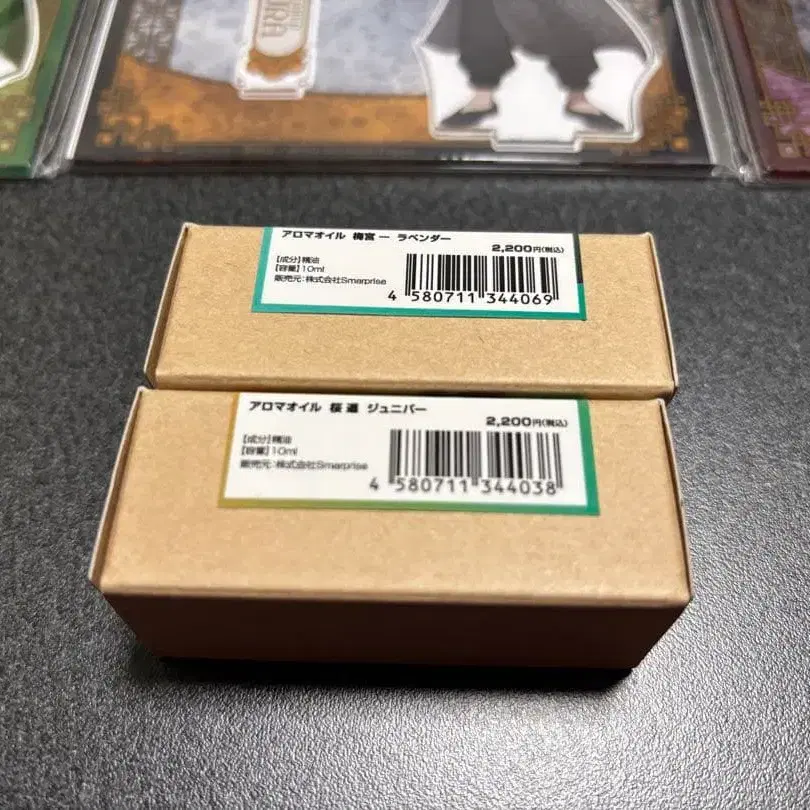 URA
アロマオイル 梅宮 一 ラベンダー
2,200円(税込)
【成分】精油
【容量】10ml
販売元:株式会社Smarprise
4 580711 344069
アロマオイル 桜 遥 ジュニパー
2,200円(税込)
【成分】精油
【容量】10ml
販売元:株式会社Smarprise
4 580711 344038